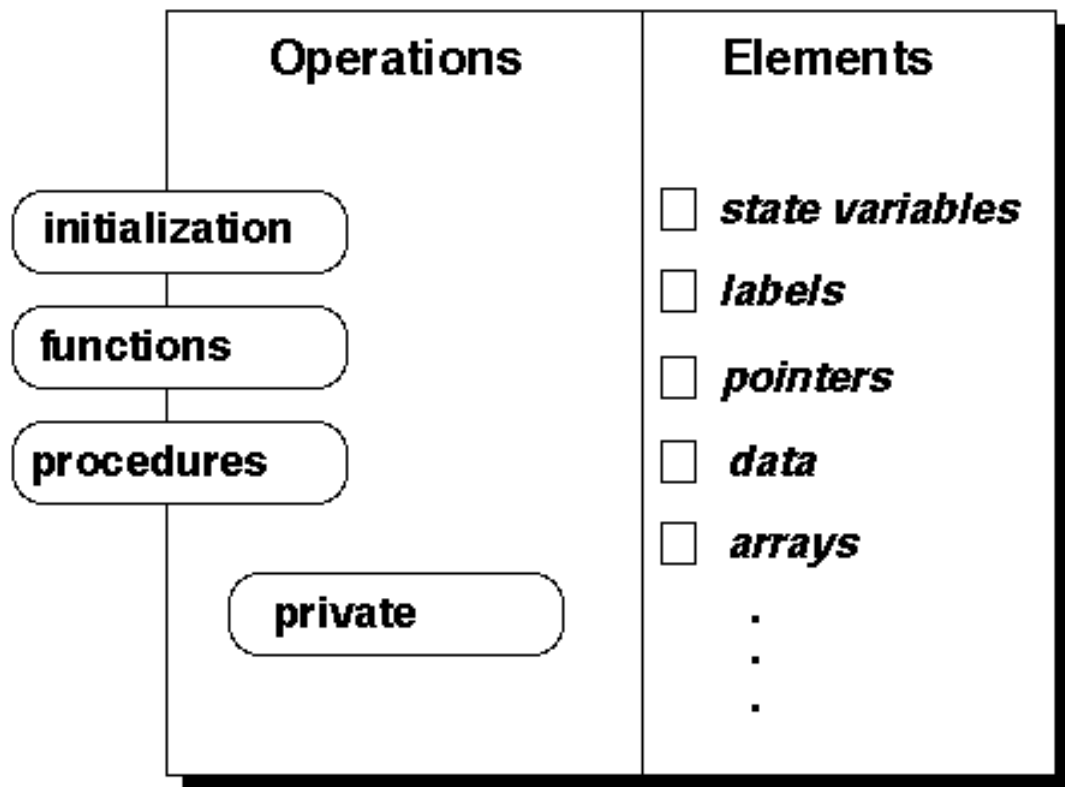 Operations
Elements
initialization
functions
procedures
private
state variables
labels
pointers
data
arrays
.
.
.